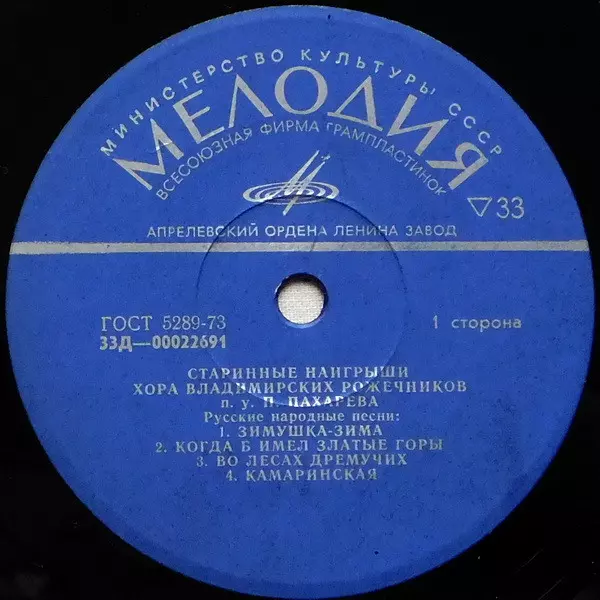 МИНИСТЕРСТВО КУЛЬТУРЫ СССР
МЕЛОДИЯ
ВСЕСОЮЗНАЯ ФИРМА ГРАМПЛАСТИНОК
▽33
АПРЕЛЕВСКИЙ ОРДЕНА ЛЕНИНА ЗАВОД
ГОСТ 5289-73
33Д—00022691
1 сторона
СТАРИННЫЕ НАИГРЫШИ
ХОРА ВЛАДИМИРСКИХ РОЖЕЧНИКОВ
п. у. П. ПАХАРЕВА
Русские народные песни:
1. ЗИМУШКА-ЗИМА
2. КОГДА Б ИМЕЛ ЗЛАТЫЕ ГОРЫ
3. ВО ЛЕСАХ ДРЕМУЧИХ
4. КАМАРИНСКАЯ